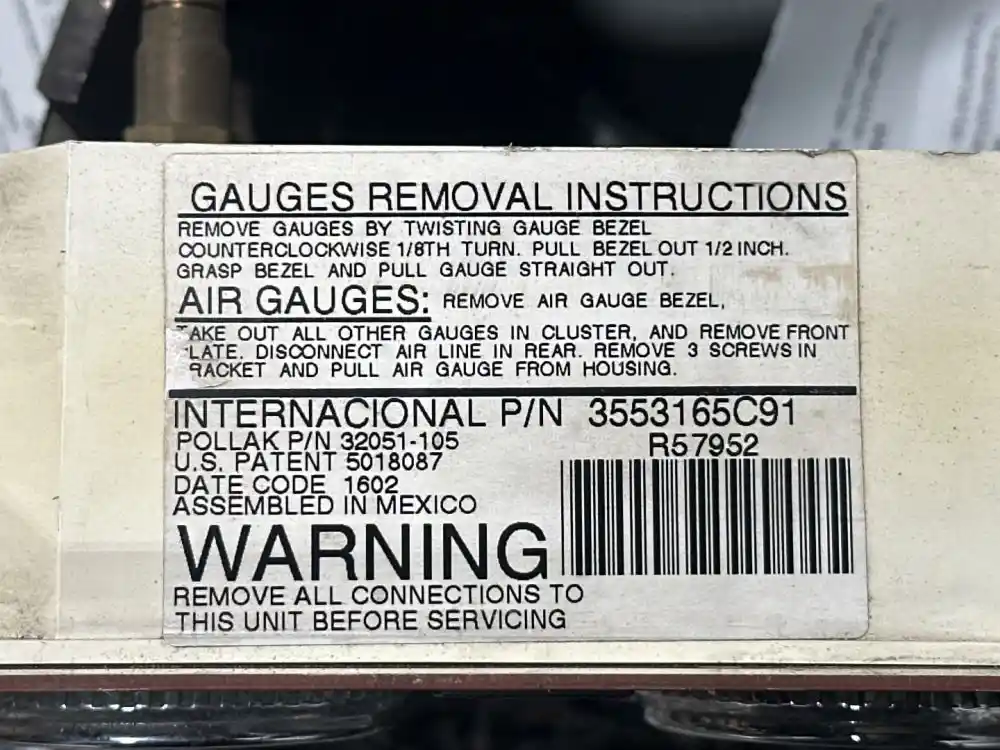 GAUGES REMOVAL INSTRUCTIONS
REMOVE GAUGES BY TWISTING GAUGE BEZEL
COUNTERCLOCKWISE 1/8TH TURN. PULL BEZEL OUT 1/2 INCH.
GRASP BEZEL AND PULL GAUGE STRAIGHT OUT.
AIR GAUGES: REMOVE AIR GAUGE BEZEL,
TAKE OUT ALL OTHER GAUGES IN CLUSTER, AND REMOVE FRONT
LATE. DISCONNECT AIR LINE IN REAR. REMOVE 3 SCREWS IN
RACKET AND PULL AIR GAUGE FROM HOUSING.
INTERNACIONAL P/N 3553165C91
POLLAK P/N 32051-105 R57952
U.S. PATENT 5018087
DATE CODE 1602
ASSEMBLED IN MEXICO
WARNING
REMOVE ALL CONNECTIONS TO
THIS UNIT BEFORE SERVICING